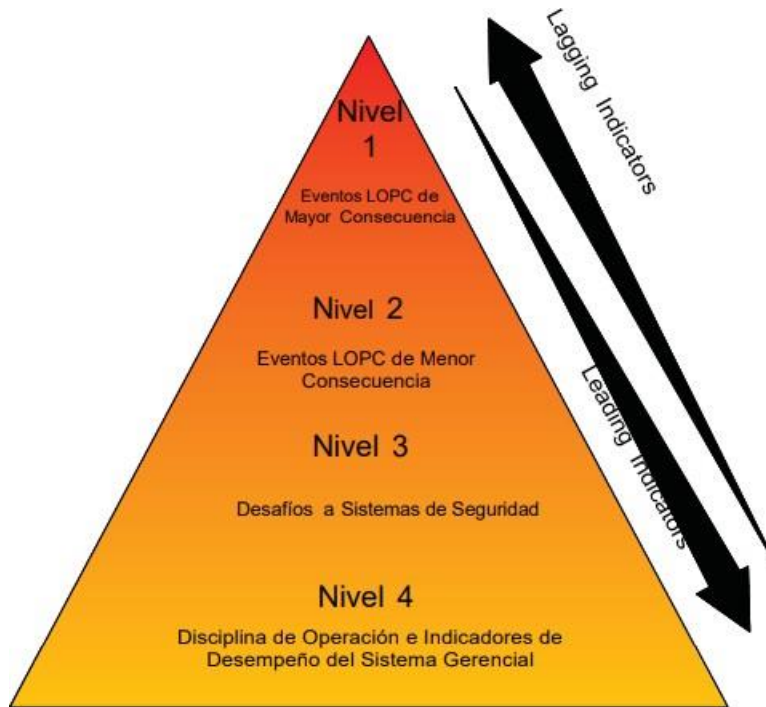 Nivel
1
Eventos LOPC de
Mayor Consecuencia
Nivel 2
Eventos LOPC de Menor
Consecuencia
Nivel 3
Desafíos a Sistemas de Seguridad
Nivel 4
Disciplina de Operación e Indicadores de
Desempeño del Sistema Gerencial
Lagging Indicators
Leading Indicators